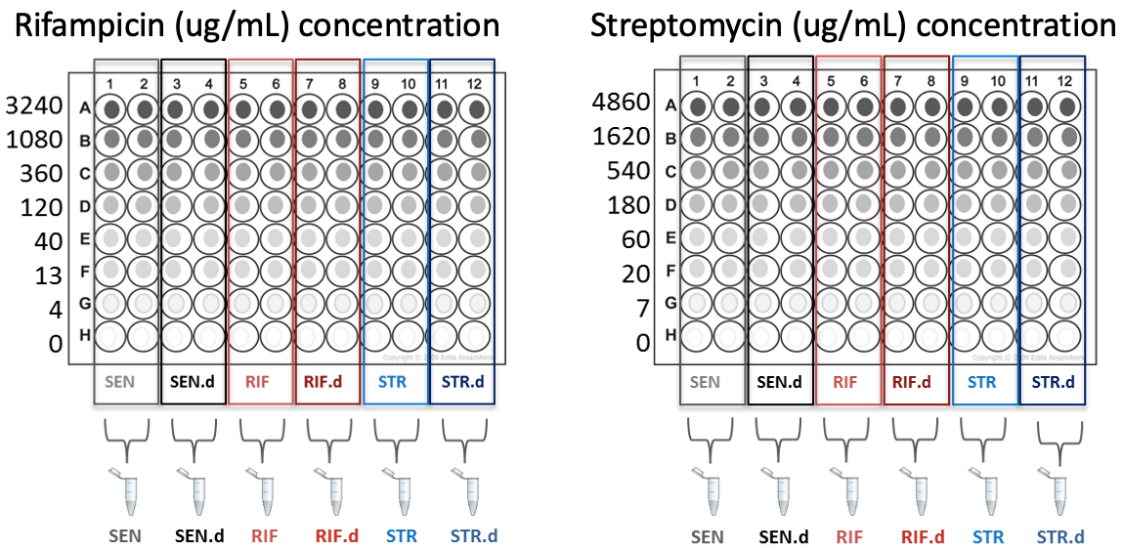 Rifampicin (ug/mL) concentration
1 2 3 4 5 6 7 8 9 10 11 12
3240 A
1080 B
360 C
120 D
40 E
13 F
4 G
0 H
SEN SEN.d RIF RIF.d STR STR.d
SEN SEN.d RIF RIF.d STR STR.d
Streptomycin (ug/mL) concentration
1 2 3 4 5 6 7 8 9 10 11 12
4860 A
1620 B
540 C
180 D
60 E
20 F
7 G
0 H
SEN SEN.d RIF RIF.d STR STR.d
SEN SEN.d RIF RIF.d STR STR.d